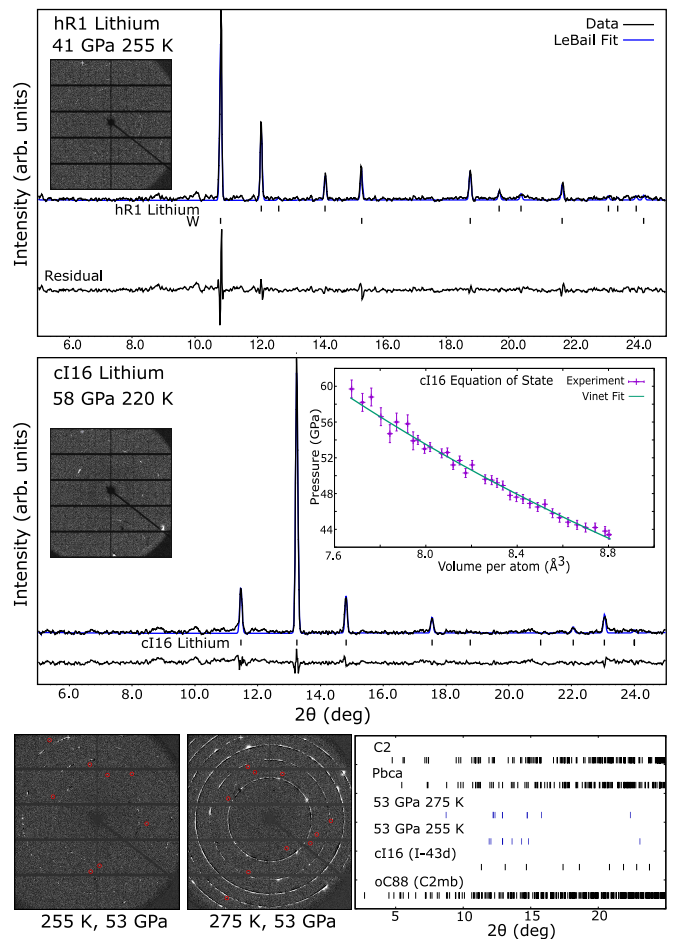 hR1 Lithium
41 GPa 255 K
Data
LeBail Fit
Intensity (arb. units)
hR1 Lithium
W
Residual
6.0 8.0 10.0 12.0 14.0 16.0 18.0 20.0 22.0 24.0
cI16 Lithium
58 GPa 220 K
Intensity (arb. units)
cI16 Equation of State
Experiment
Vinet Fit
Pressure (GPa)
60
56
52
48
44
7.6 8.0 8.4 8.8
Volume per atom (Å3)
cI16 Lithium
6.0 8.0 10.0 12.0 14.0 16.0 18.0 20.0 22.0 24.0
2θ (deg)
255 K, 53 GPa
275 K, 53 GPa
C2
Pbca
53 GPa 275 K
53 GPa 255 K
cI16 (I-43d)
oC88 (C2mb)
5 10 15 20
2θ (deg)